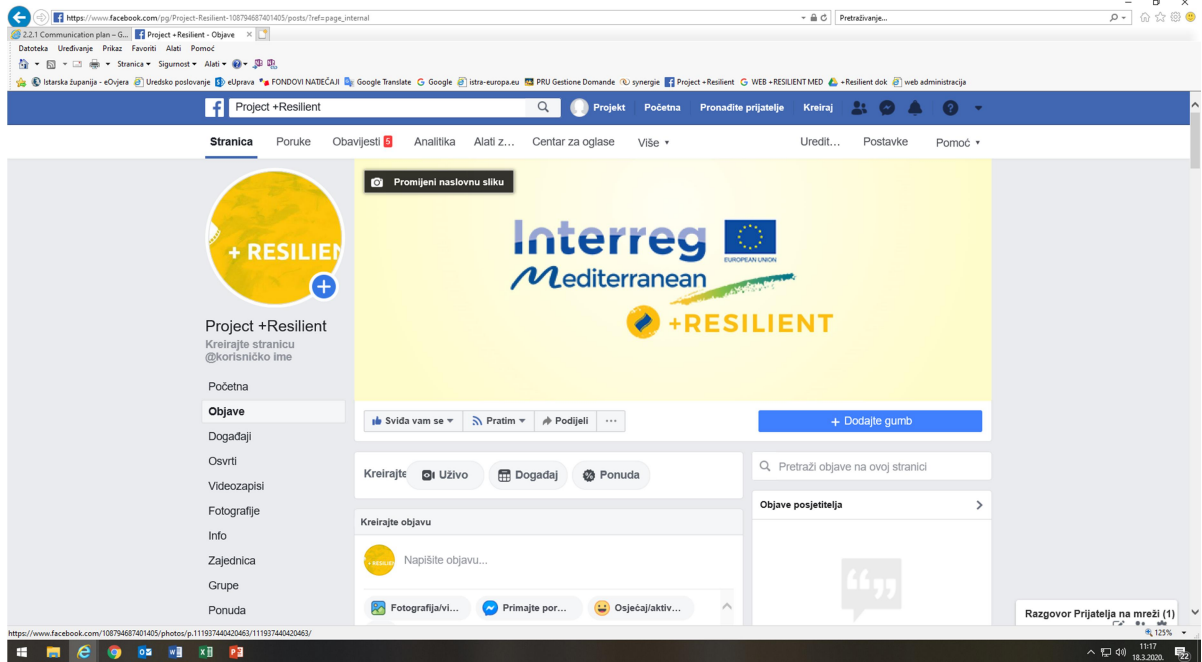 https://www.facebook.com/pg/Project-Resilient-108794687401405/posts/?ref=page_internal
Pretraživanje...
2.2.1 Communication plan – G...
Project +Resilient - Objave
Datoteka Uređivanje Prikaz Favoriti Alati Pomoć
Stranica Sigurnost Alati
Istarska županija - eOvjera Uredsko poslovanje eUprava FONDOVI NATJEČAJI Google Translate Google istra-europa.eu PRU Gestione Domande synergie Project +Resilient WEB +RESILIENT MED +Resilient dok web administracija
Project +Resilient
Projekt Početna Pronađite prijatelje Kreiraj
Stranica Poruke Obavijesti 5 Analitika Alati z... Centar za oglase Više Uredit... Postavke Pomoć
Promijeni naslovnu sliku
+ RESILIEN
Interreg
EUROPEAN UNION
Mediterranean
+RESILIENT
Project +Resilient
Kreirajte stranicu
@korisničko ime
Početna
Objave
Događaji
Osvrti
Videozapisi
Fotografije
Info
Zajednica
Grupe
Ponuda
Sviđa vam se Pratim Podijeli ...
+ Dodajte gumb
Kreirajte Uživo Događaj Ponuda
Pretraži objave na ovoj stranici
Objave posjetitelja
Kreirajte objavu
Napišite objavu...
Fotografija/vi... Primajte por... Osjećaj/aktiv...
Razgovor Prijatelja na mreži (1)
https://www.facebook.com/108794687401405/photos/p.111937440420463/111937440420463/
125%
11:17
18.3.2020.
22